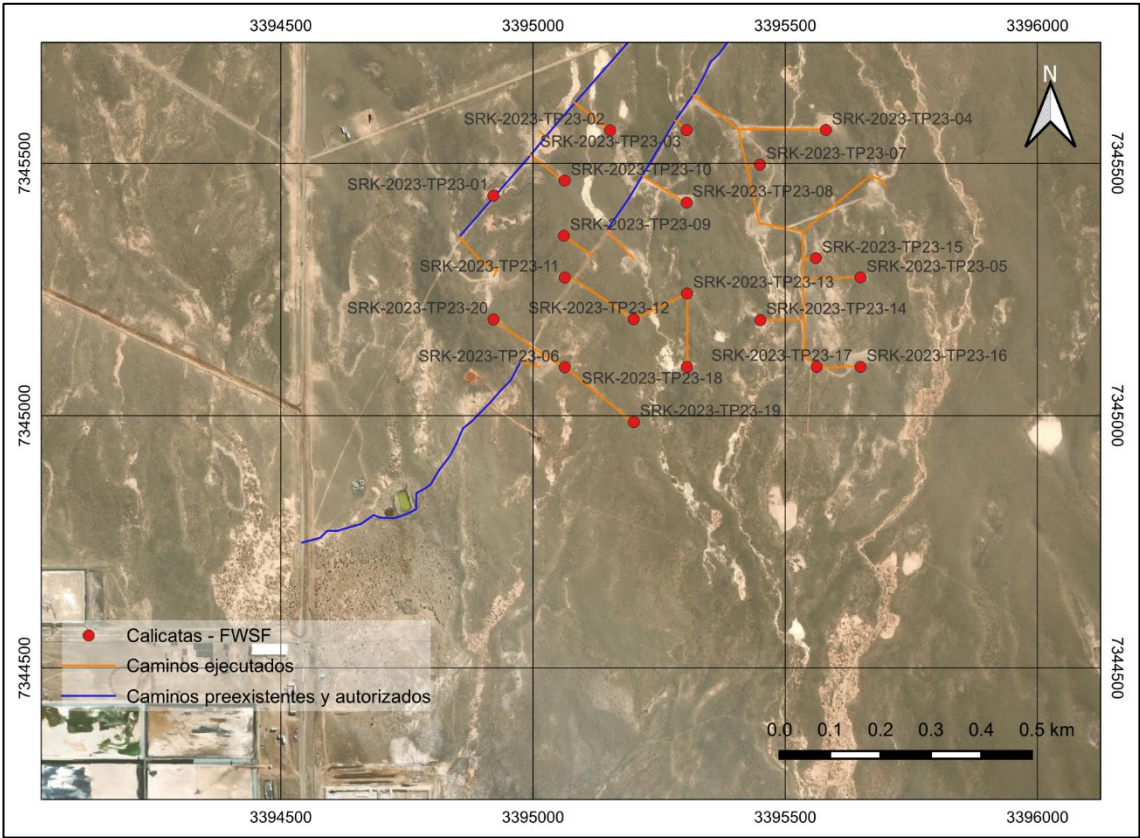 3394500 3395000 3395500 3396000
N
SRK-2023-TP23-02
SRK-2023-TP23-04
SRK-2023-TP23-03
7345500 7345500
SRK-2023-TP23-07
SRK-2023-TP23-10
SRK-2023-TP23-01
SRK-2023-TP23-08
SRK-2023-TP23-09
SRK-2023-TP23-15
SRK-2023-TP23-11
SRK-2023-TP23-05
SRK-2023-TP23-13
SRK-2023-TP23-20
SRK-2023-TP23-12
SRK-2023-TP23-14
SRK-2023-TP23-06
SRK-2023-TP23-17
SRK-2023-TP23-16
SRK-2023-TP23-18
SRK-2023-TP23-19
7345000 7345000
Calicatas - FWSF
Caminos ejecutados
Caminos preexistentes y autorizados
7344500 7344500
0.0 0.1 0.2 0.3 0.4 0.5 km
3394500 3395000 3395500 3396000